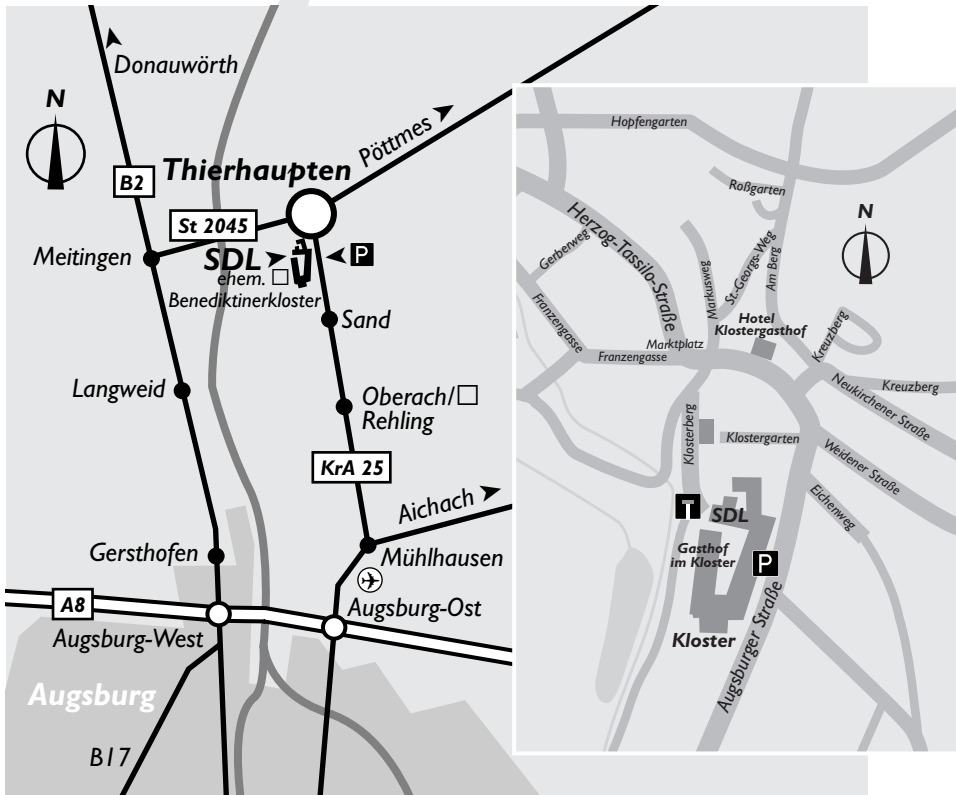 N
Donauwörth
Pöttmes
B2
Thierhaupten
St 2045
Meitingen
SDL
P
ehem.
Benediktinerkloster
Sand
Langweid
Oberach/
Rehling
KrA 25
Aichach
Gersthofen
Mühlhausen
A8
Augsburg-Ost
Augsburg-West
Augsburg
B17
Hopfengarten
Roßgarten
N
Herzog-Tassilo-Straße
Gerberweg
Markusweg
St.-Georgs-Weg
Am Berg
Franzengasse
Hotel
Klostergasthof
Kreuzberg
Marktplatz
Franzengasse
Kreuzberg
Neukirchener Straße
Klosterberg
Klostergarten
Weidener Straße
Eichenweg
T
SDL
Gasthof
im Kloster
P
Kloster
Augsburger Straße